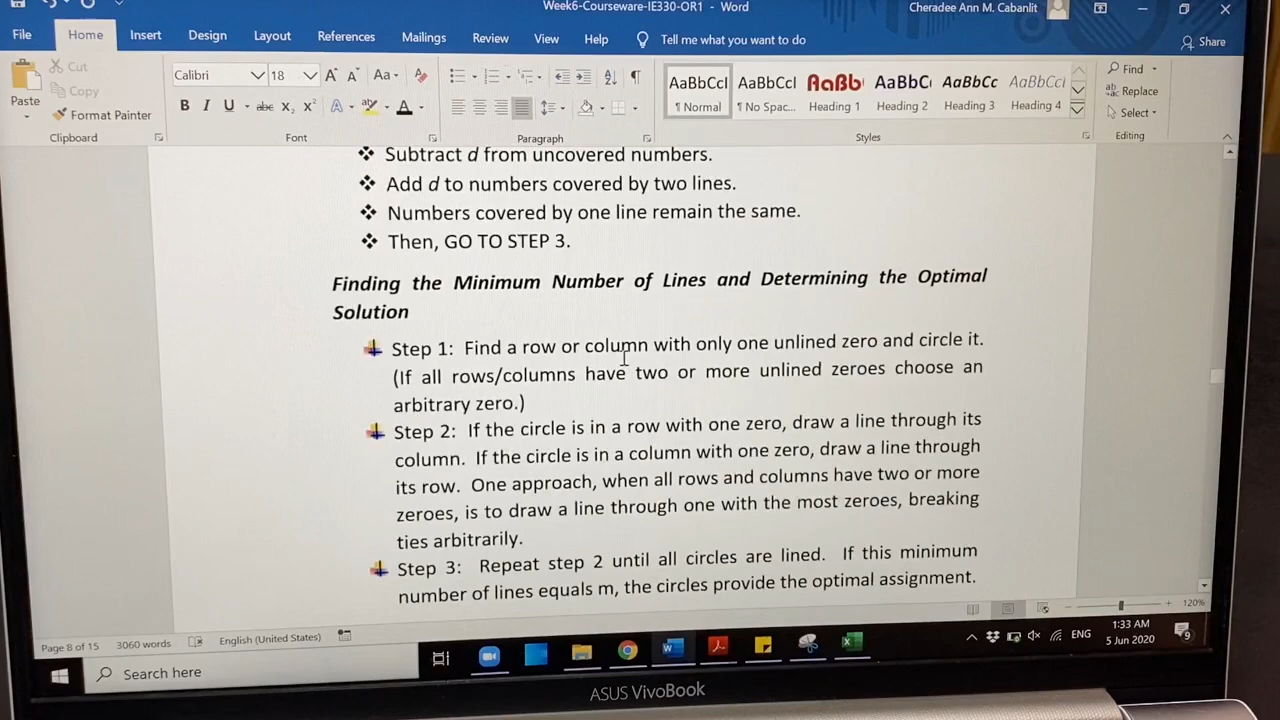 Week6-Courseware-IE330-OR1 - Word
Cheradee Ann M. Cabanlit
File Home Insert Design Layout References Mailings Review View Help Tell me what you want to do
Share
Cut
Copy
Format Painter
Paste
Clipboard
Calibri 18
Font
Paragraph
AaBbCcI AaBbCcI AaBb AaBbC AaBbCc AaBbCcI
¶ Normal ¶ No Spac... Heading 1 Heading 2 Heading 3 Heading 4
Styles
Find
Replace
Select
Editing
Subtract d from uncovered numbers.
Add d to numbers covered by two lines.
Numbers covered by one line remain the same.
Then, GO TO STEP 3.
Finding the Minimum Number of Lines and Determining the Optimal
Solution
Step 1: Find a row or column with only one unlined zero and circle it.
(If all rows/columns have two or more unlined zeroes choose an
arbitrary zero.)
Step 2: If the circle is in a row with one zero, draw a line through its
column. If the circle is in a column with one zero, draw a line through
its row. One approach, when all rows and columns have two or more
zeroes, is to draw a line through one with the most zeroes, breaking
ties arbitrarily.
Step 3: Repeat step 2 until all circles are lined. If this minimum
number of lines equals m, the circles provide the optimal assignment.
Page 8 of 15 3060 words English (United States)
120%
Search here
ENG
1:33 AM
5 Jun 2020
9
ASUS VivoBook